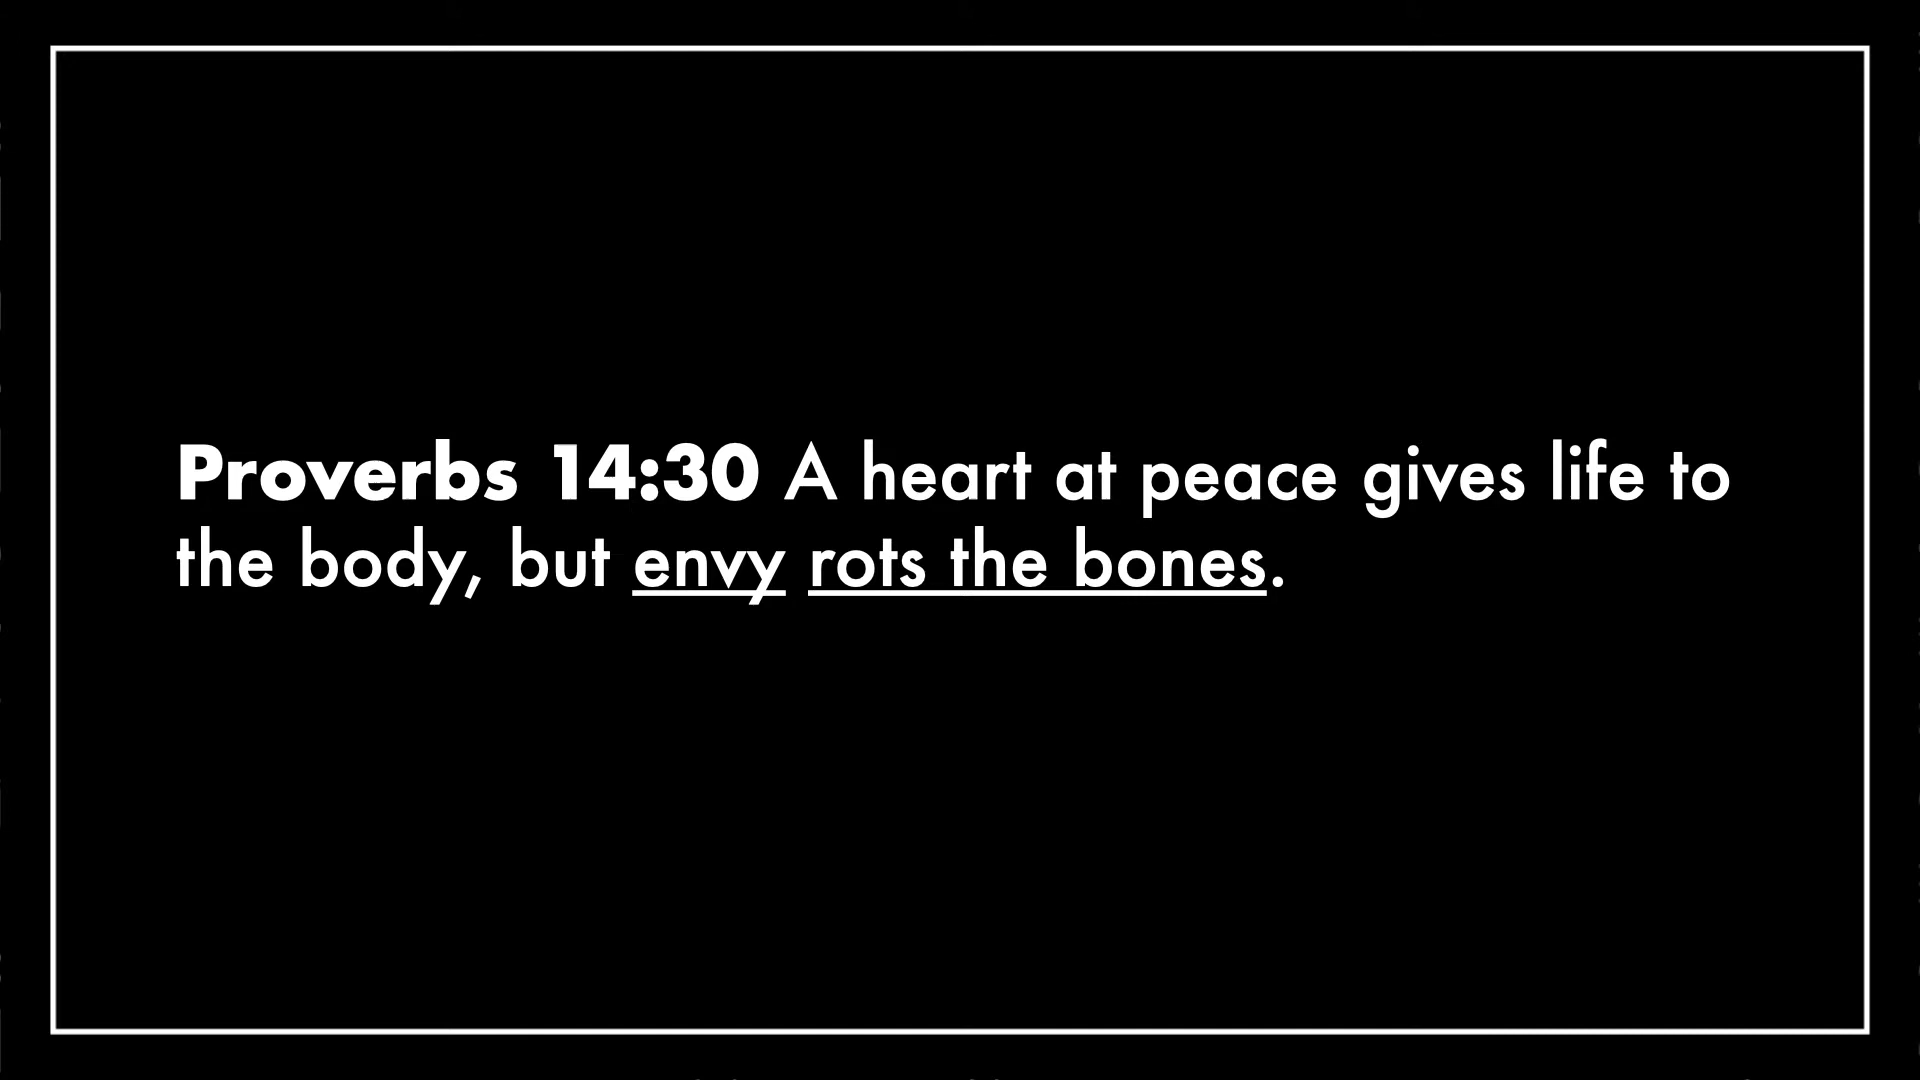 Proverbs 14:30 A heart at peace gives life to
the body, but envy rots the bones.